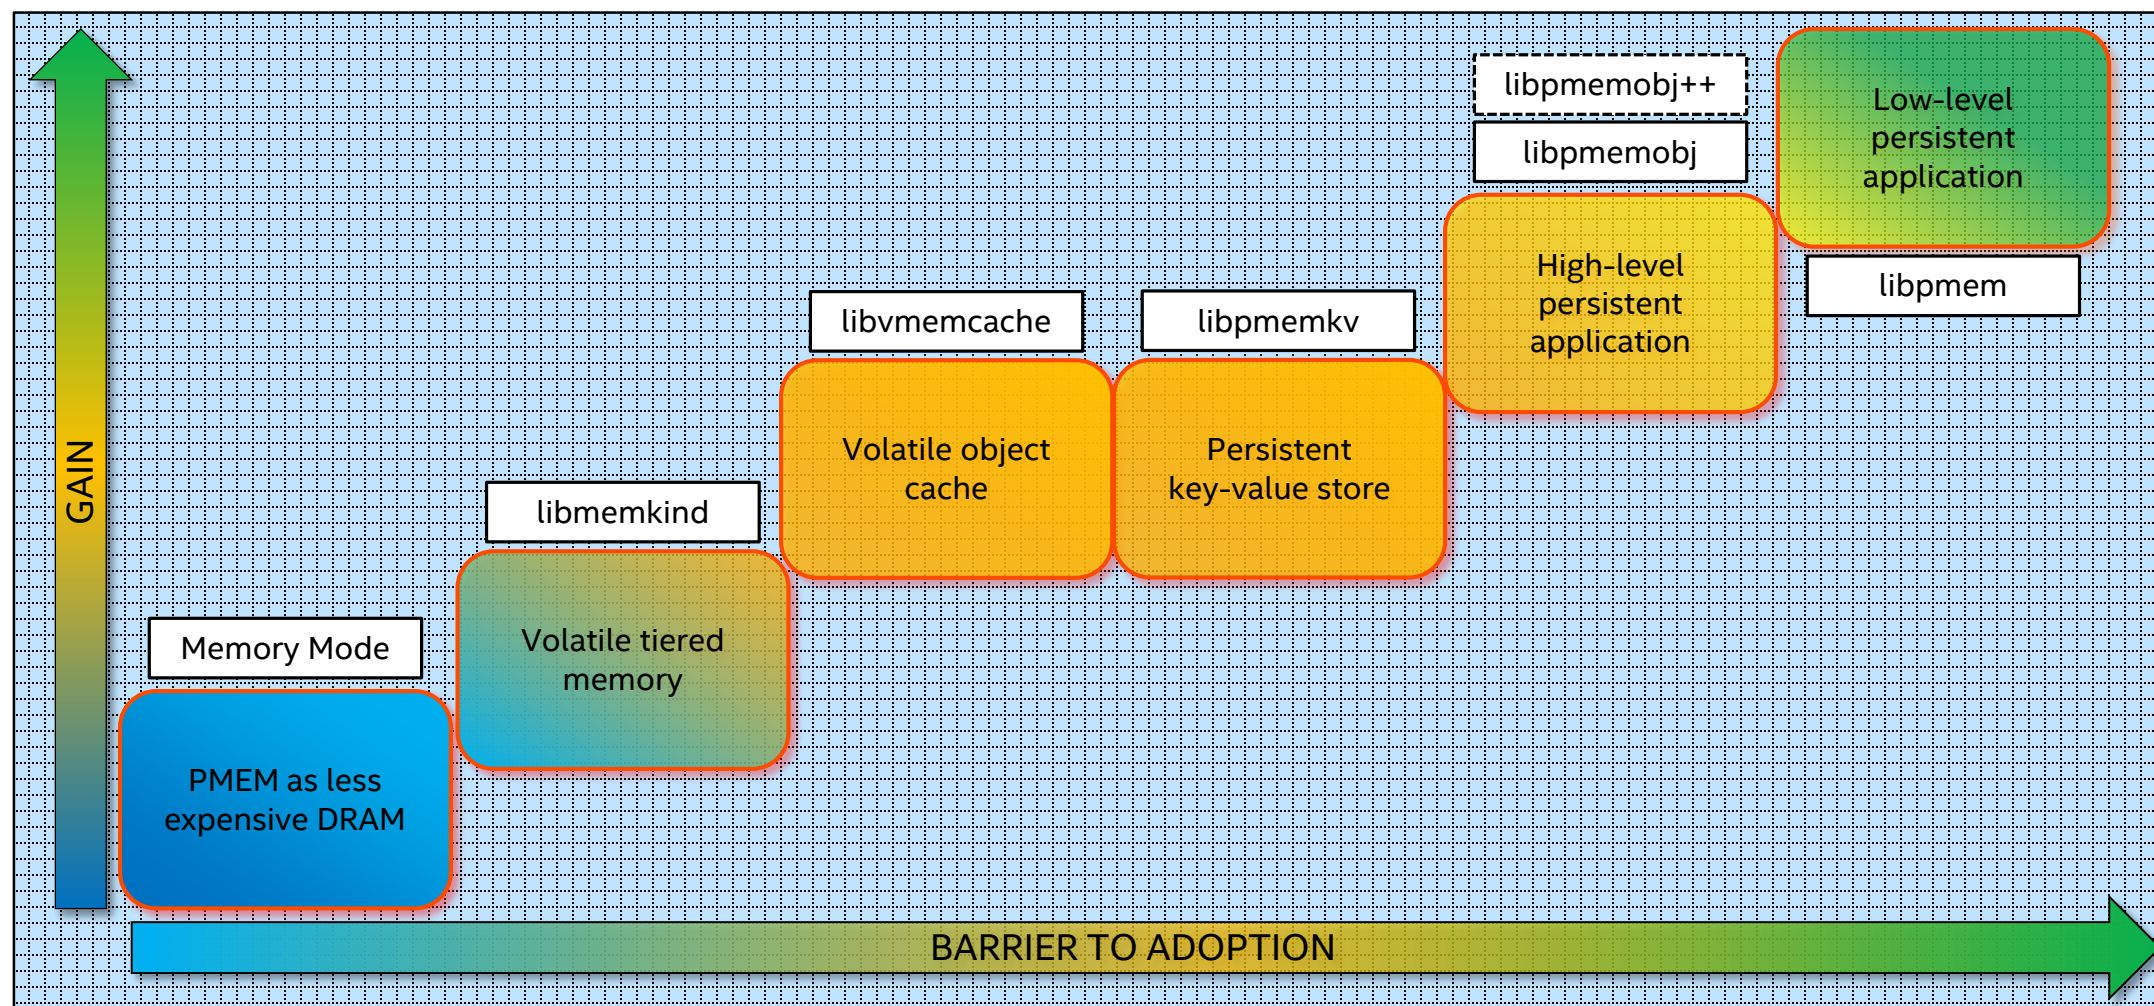 libpmemobj++
libpmemobj
Low-level
persistent
application
libpmem
High-level
persistent
application
libvmemcache
libpmemkv
Volatile object
cache
Persistent
key-value store
libmemkind
Volatile tiered
memory
Memory Mode
PMEM as less
expensive DRAM
GAIN
BARRIER TO ADOPTION